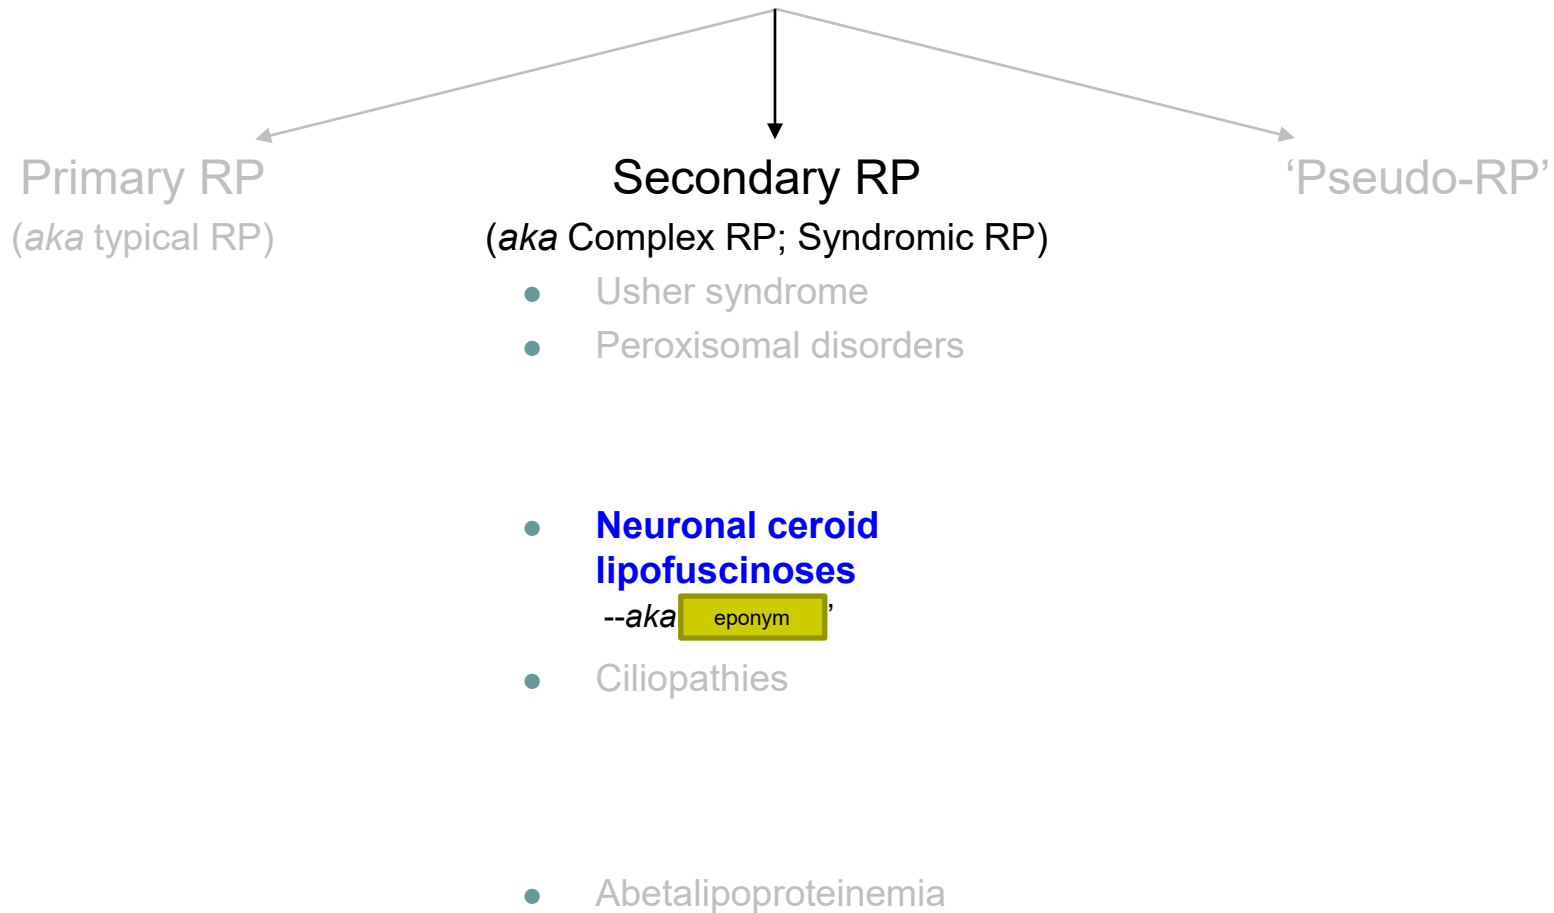 Primary RP
(aka typical RP)
Secondary RP
(aka Complex RP; Syndromic RP)
‘Pseudo-RP’
● Usher syndrome
● Peroxisomal disorders
● Neuronal ceroid
lipofuscinoses
--aka eponym ’
● Ciliopathies
● Abetalipoproteinemia